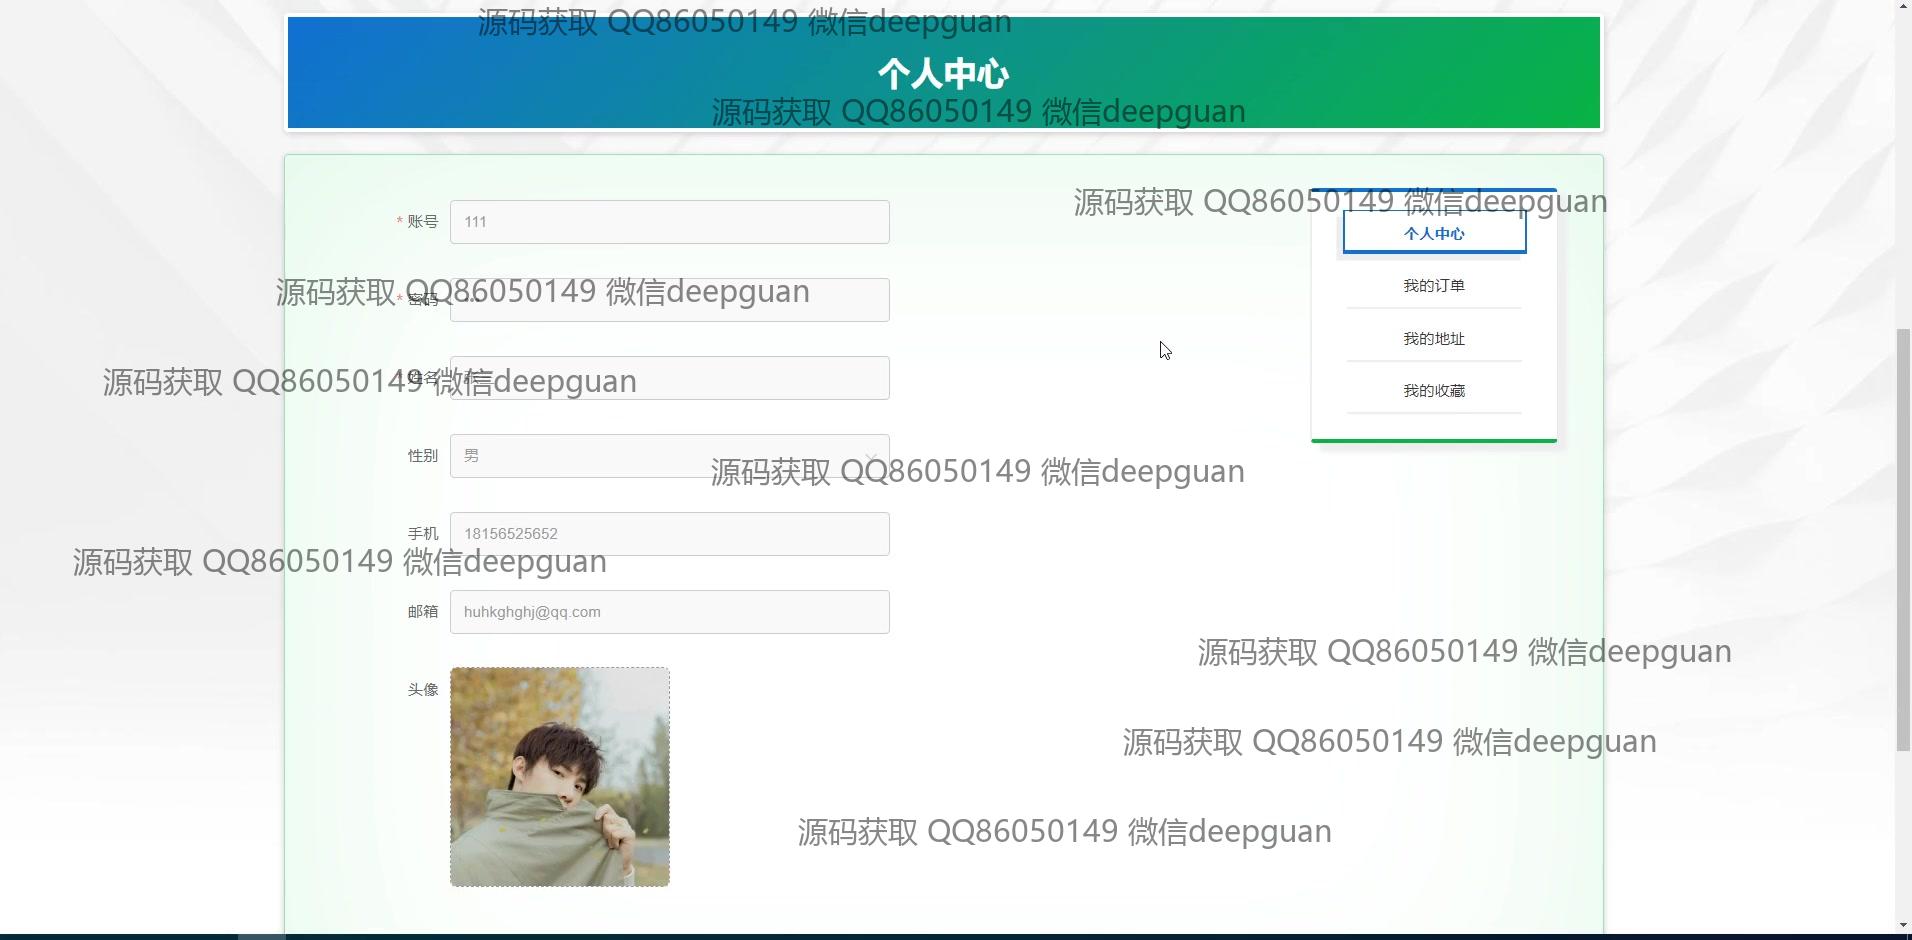 源码获取 QQ86050149 微信deepguan
个人中心
源码获取 QQ86050149 微信deepguan
源码获取 QQ86050149 微信deepguan
* 账号
111
个人中心
我的订单
源码获取 QQ86050149 微信deepguan
* 密码
我的地址
源码获取 QQ86050149 微信deepguan
* 姓名
我的收藏
性别
男
源码获取 QQ86050149 微信deepguan
手机
18156525652
源码获取 QQ86050149 微信deepguan
邮箱
huhkghghj@qq.com
源码获取 QQ86050149 微信deepguan
头像
源码获取 QQ86050149 微信deepguan
源码获取 QQ86050149 微信deepguan